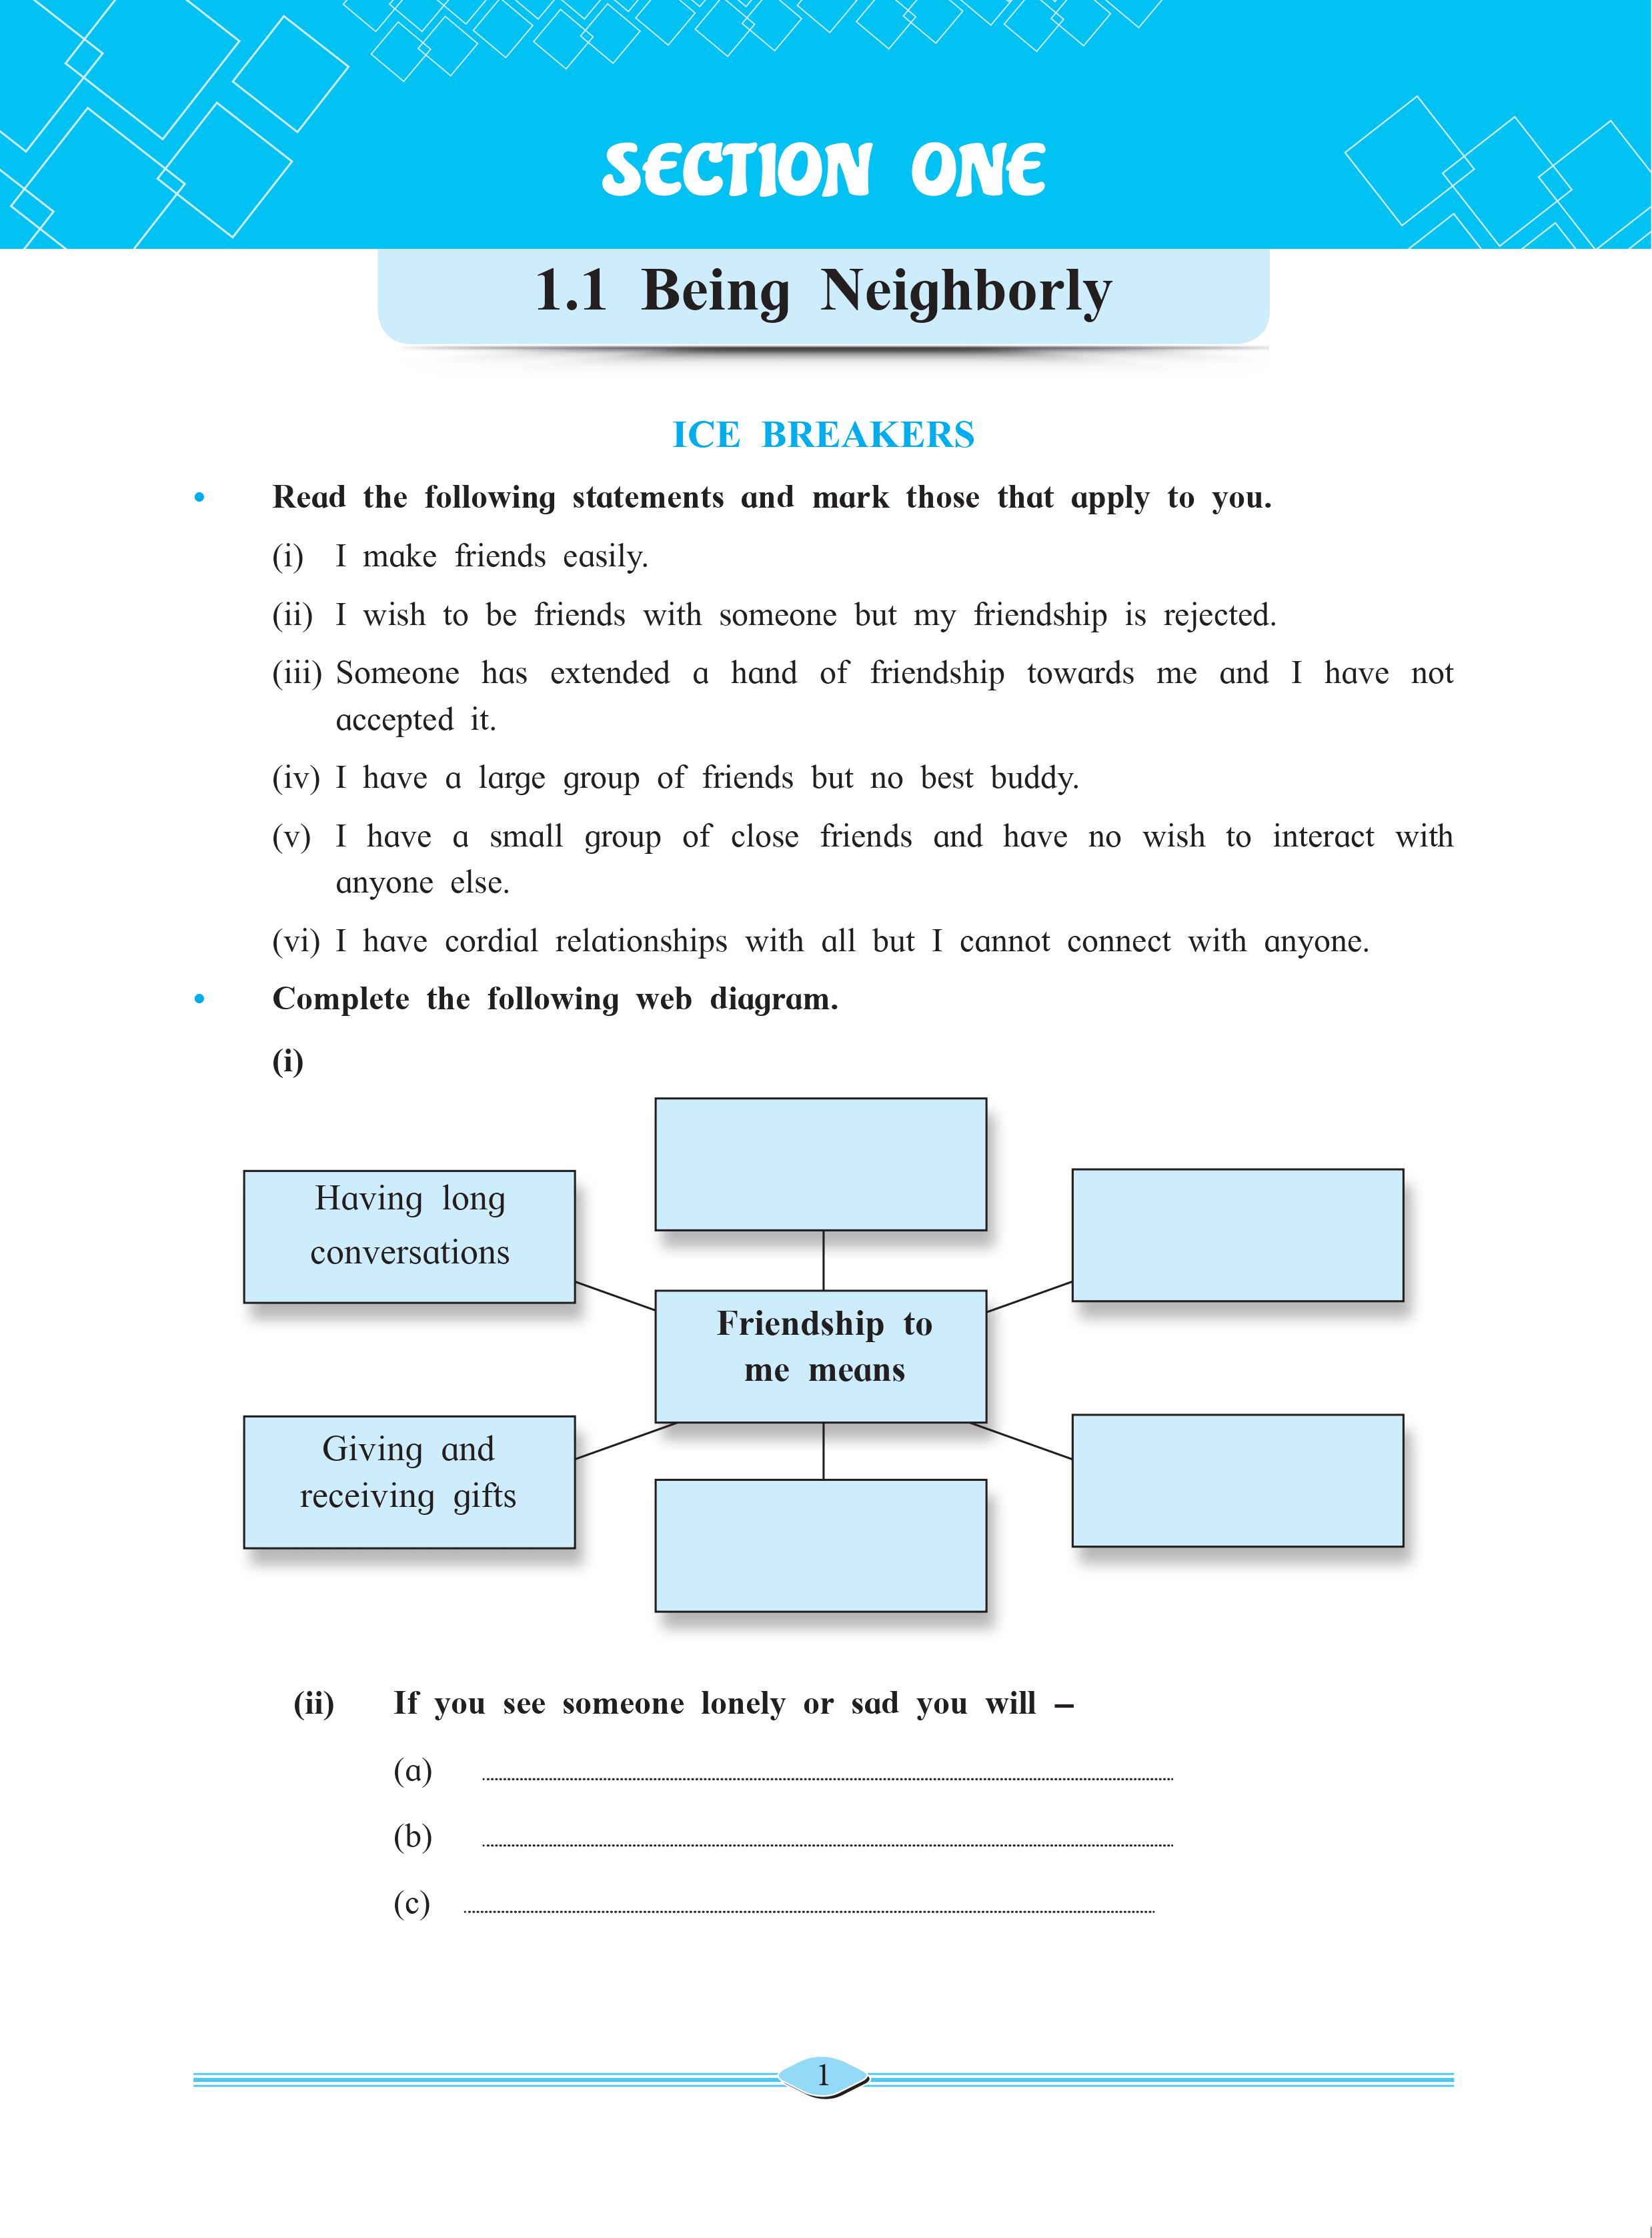 SECTION ONE
1.1 Being Neighborly
ICE BREAKERS
• Read the following statements and mark those that apply to you.
(i) I make friends easily.
(ii) I wish to be friends with someone but my friendship is rejected.
(iii) Someone has extended a hand of friendship towards me and I have not
accepted it.
(iv) I have a large group of friends but no best buddy.
(v) I have a small group of close friends and have no wish to interact with
anyone else.
(vi) I have cordial relationships with all but I cannot connect with anyone.
• Complete the following web diagram.
(i)
Having long
conversations
Friendship to
me means
Giving and
receiving gifts
(ii) If you see someone lonely or sad you will –
(a)
(b)
(c)
1